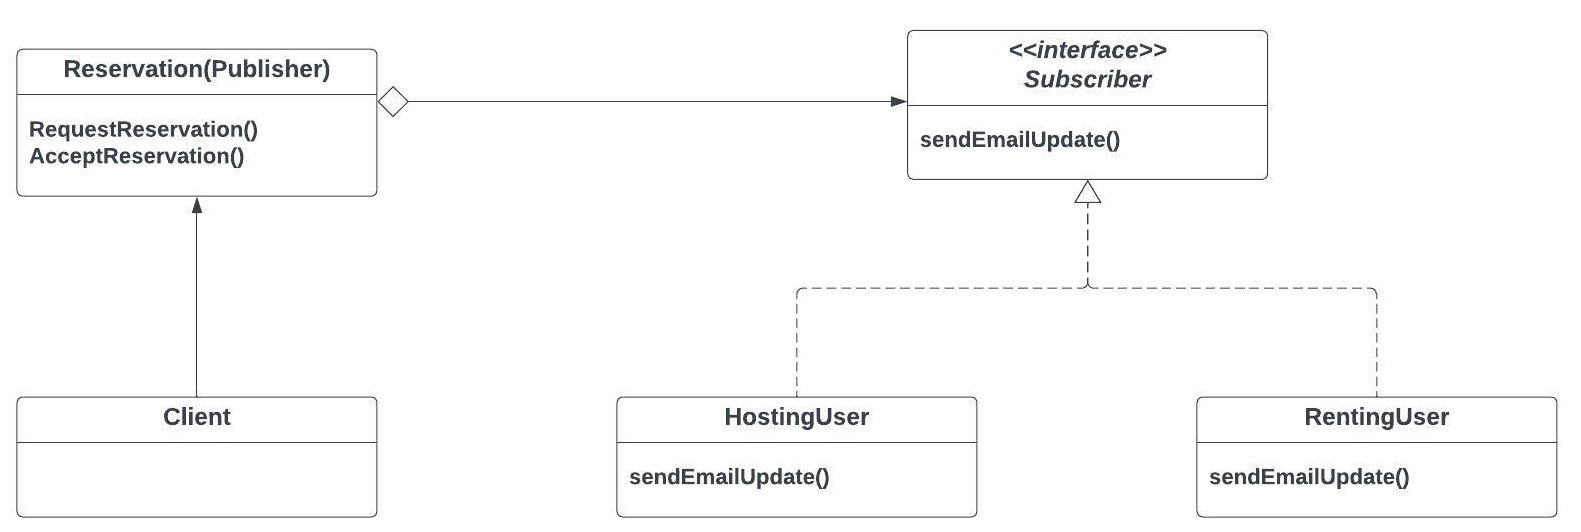 Reservation(Publisher)
RequestReservation()
AcceptReservation()
<<interface>>
Subscriber
sendEmailUpdate()
Client
HostingUser
sendEmailUpdate()
RentingUser
sendEmailUpdate()